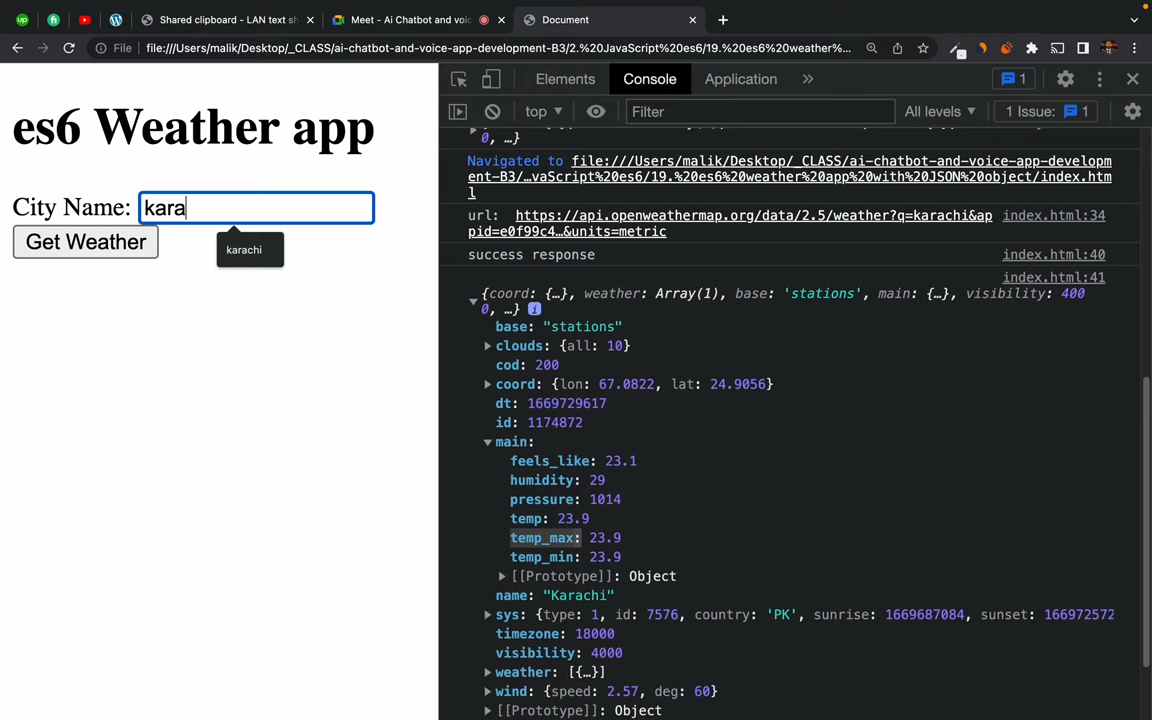 Shared clipboard - LAN text sh
Meet - Ai Chatbot and voic
Document
File
file:///Users/malik/Desktop/_CLASS/ai-chatbot-and-voice-app-development-B3/2.%20JavaScript%20es6/19.%20es6%20weather%...
es6 Weather app
City Name: kara
Get Weather
karachi
Elements
Console
Application
1
top
Filter
All levels
1 Issue: 1
0, …}
Navigated to file:///Users/malik/Desktop/_CLASS/ai-chatbot-and-voice-app-developm
ent-B3/…vaScript%20es6/19.%20es6%20weather%20app%20with%20JSON%20object/index.htm
l
url: https://api.openweathermap.org/data/2.5/weather?q=karachi&ap index.html:34
pid=e0f99c4…&units=metric
success response index.html:40
index.html:41
{coord: {…}, weather: Array(1), base: 'stations', main: {…}, visibility: 400
0, …}
base: "stations"
clouds: {all: 10}
cod: 200
coord: {lon: 67.0822, lat: 24.9056}
dt: 1669729617
id: 1174872
main:
feels_like: 23.1
humidity: 29
pressure: 1014
temp: 23.9
temp_max: 23.9
temp_min: 23.9
[[Prototype]]: Object
name: "Karachi"
sys: {type: 1, id: 7576, country: 'PK', sunrise: 1669687084, sunset: 166972572
timezone: 18000
visibility: 4000
weather: [{…}]
wind: {speed: 2.57, deg: 60}
[[Prototype]]: Object